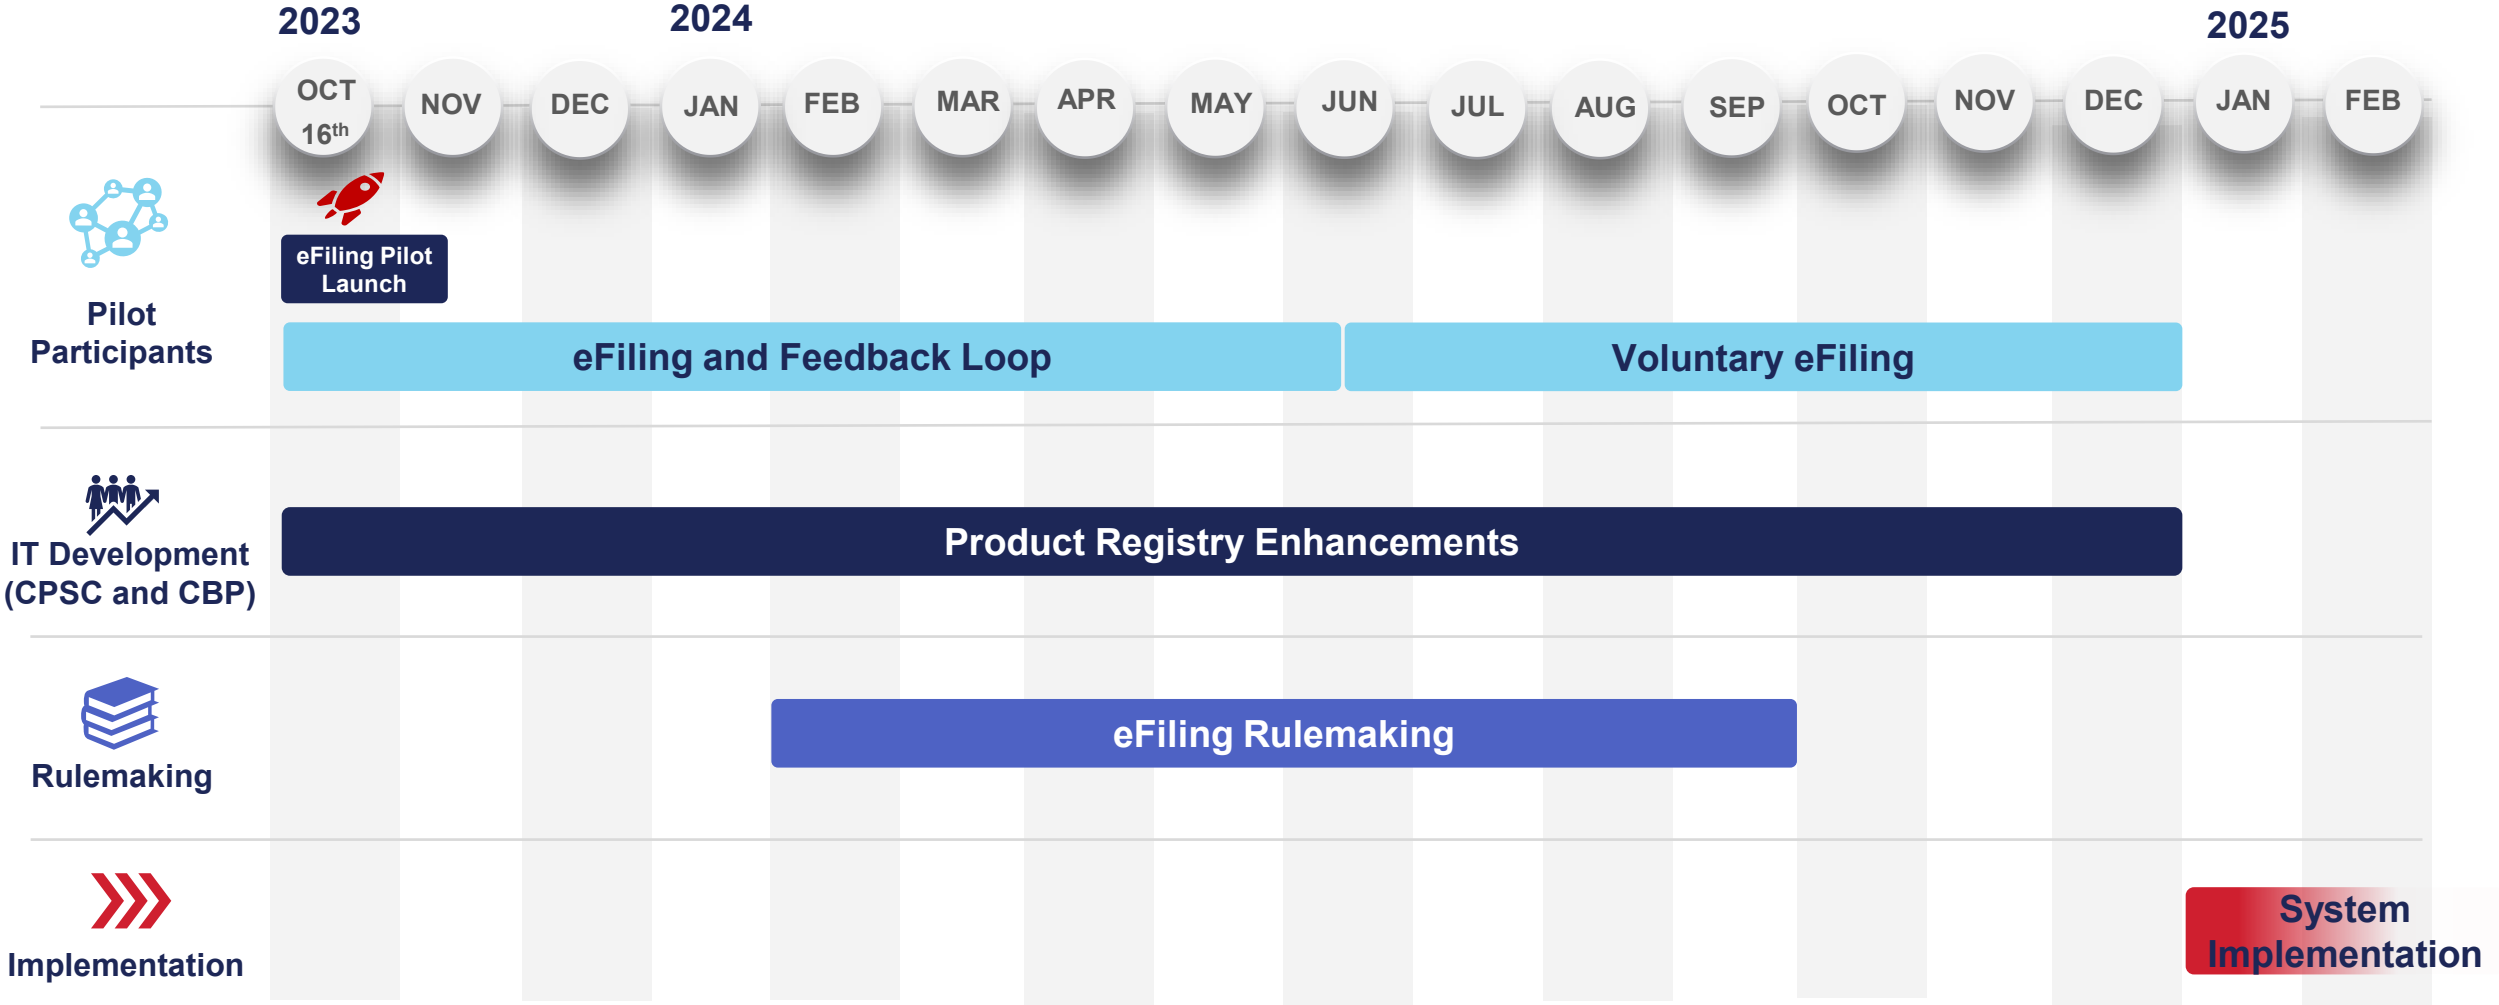 2023
2024
2025
OCT
16th
NOV
DEC
JAN
FEB
MAR
APR
MAY
JUN
JUL
AUG
SEP
OCT
NOV
DEC
JAN
FEB
eFiling Pilot
Launch
Pilot
Participants
eFiling and Feedback Loop
Voluntary eFiling
IT Development
(CPSC and CBP)
Product Registry Enhancements
Rulemaking
eFiling Rulemaking
Implementation
System
Implementation